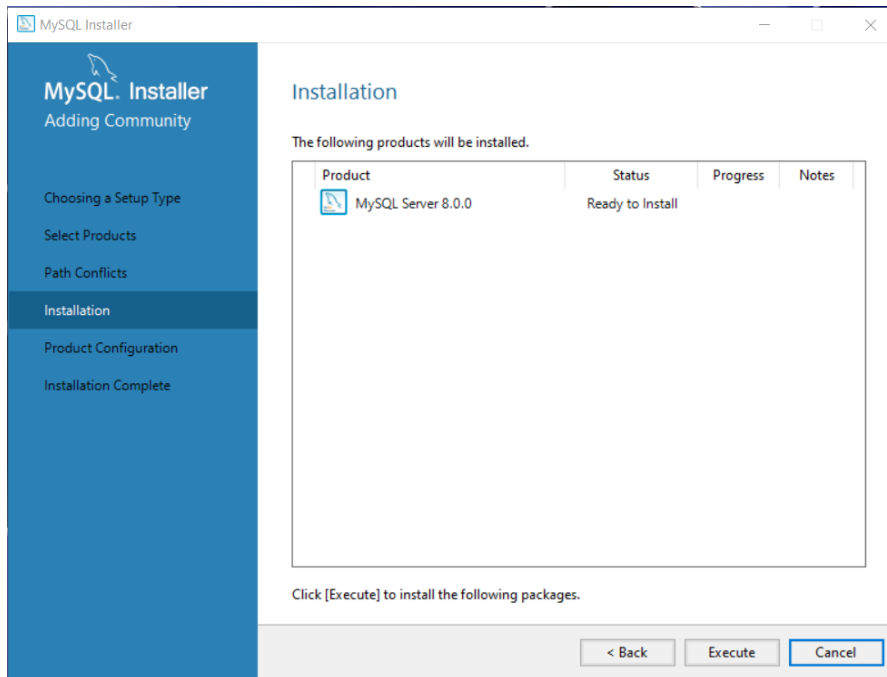 MySQL Installer
MySQL. Installer
Adding Community
Choosing a Setup Type
Select Products
Path Conflicts
Installation
Product Configuration
Installation Complete
Installation
The following products will be installed.
Product Status Progress Notes
MySQL Server 8.0.0 Ready to Install
Click [Execute] to install the following packages.
< Back Execute Cancel